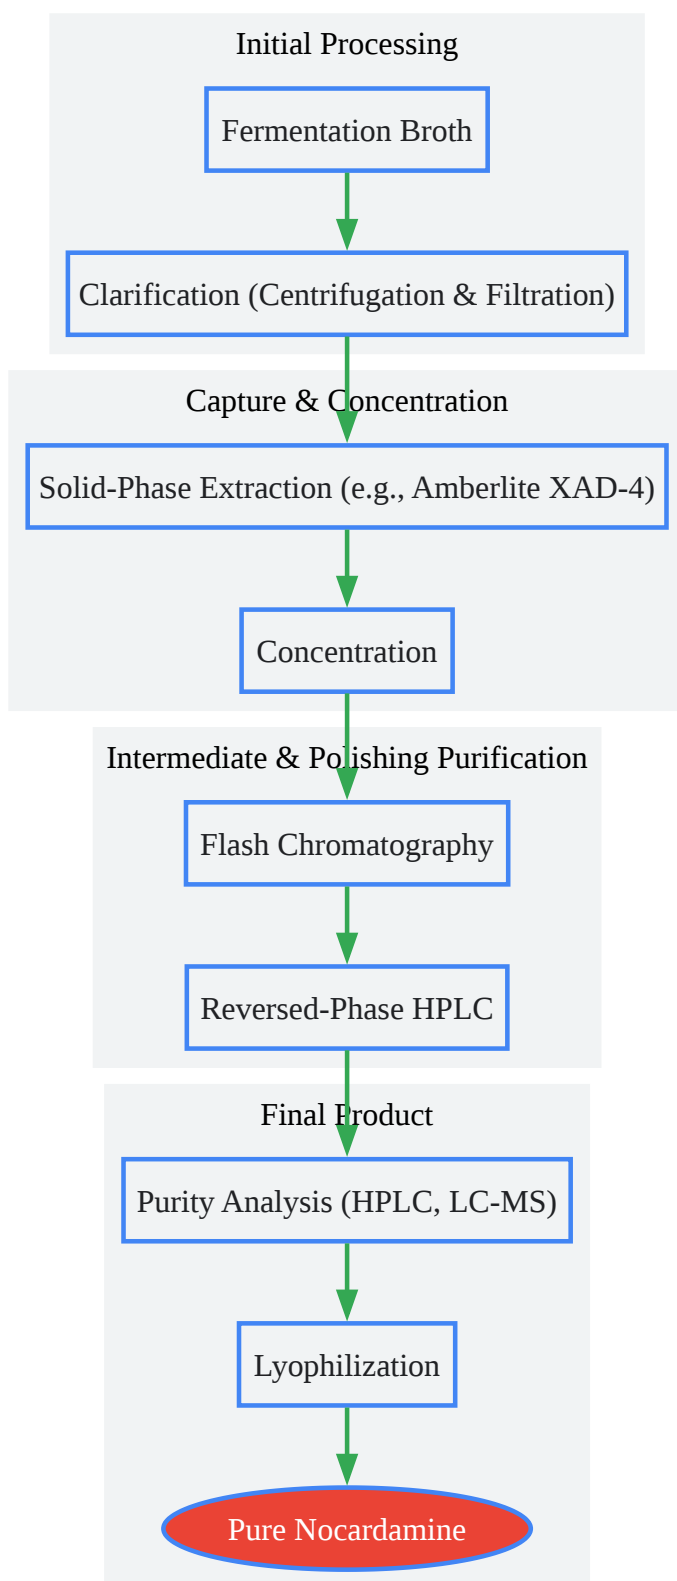 Initial Processing
Fermentation Broth
Clarification (Centrifugation & Filtration)
Capture & Concentration
Solid-Phase Extraction (e.g., Amberlite XAD-4)
Concentration
Intermediate & Polishing Purification
Flash Chromatography
Reversed-Phase HPLC
Final Product
Purity Analysis (HPLC, LC-MS)
Lyophilization
Pure Nocardamine